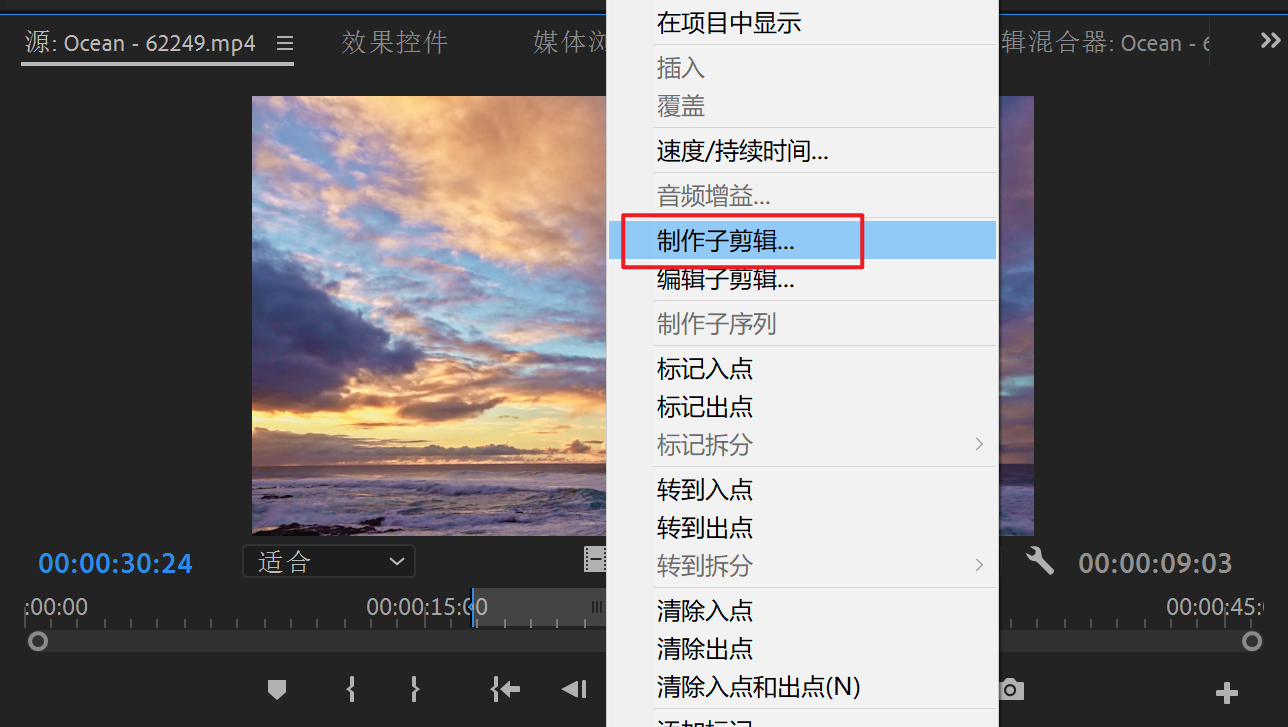 源: Ocean - 62249.mp4
效果控件
媒体浏
辑混合器: Ocean -
在项目中显示
插入
覆盖
速度/持续时间...
音频增益...
制作子剪辑...
编辑子剪辑...
制作子序列
标记入点
标记出点
标记拆分
转到入点
转到出点
转到拆分
清除入点
清除出点
清除入点和出点(N)
添加标记
00:00:30:24
适合
00:00:09:03
:00:00
00:00:15:00
00:00:45: